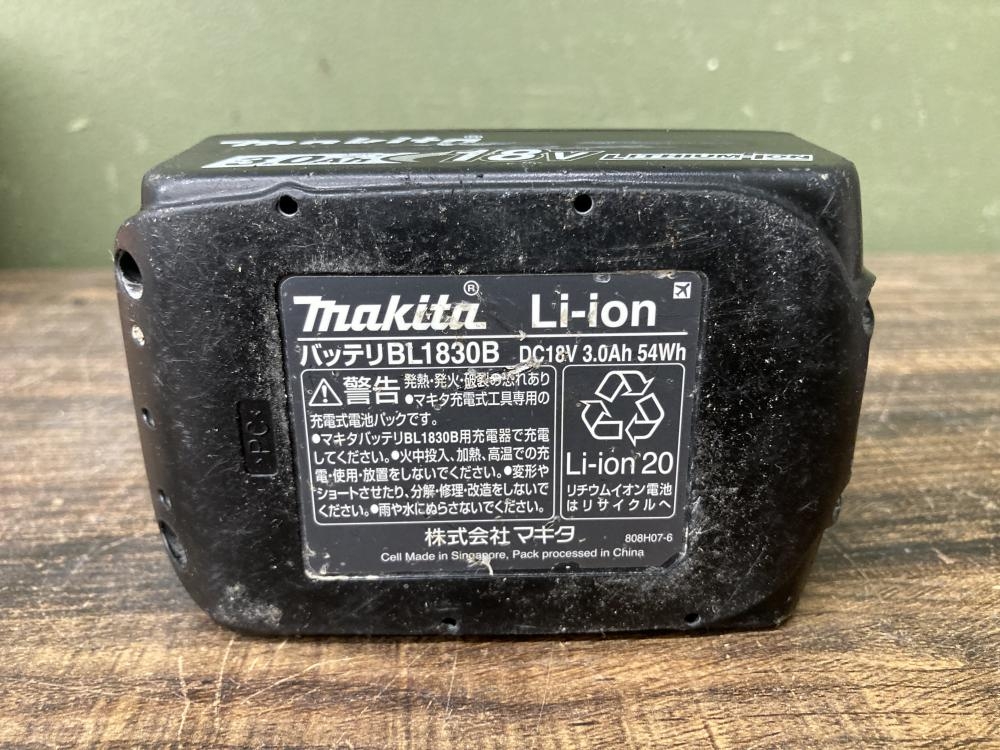 makita®
3.0Ah 18V LITHIUM-ION
makita® Li-ion
バッテリBL1830B DC18V 3.0Ah 54Wh
警告 発熱・発火・破裂の恐れあり
●マキタ充電式工具専用の
充電式電池パックです。
●マキタバッテリBL1830B用充電器で充電
してください。●火中投入、加熱、高温での充
電・使用・放置をしないでください。●変形や
ショートさせたり、分解・修理・改造をしないで
ください。●雨や水にぬらさないでください。
Li-ion 20
リチウムイオン電池
はリサイクルへ
株式会社マキタ 808H07-6
Cell Made in Singapore, Pack processed in China
>PC<